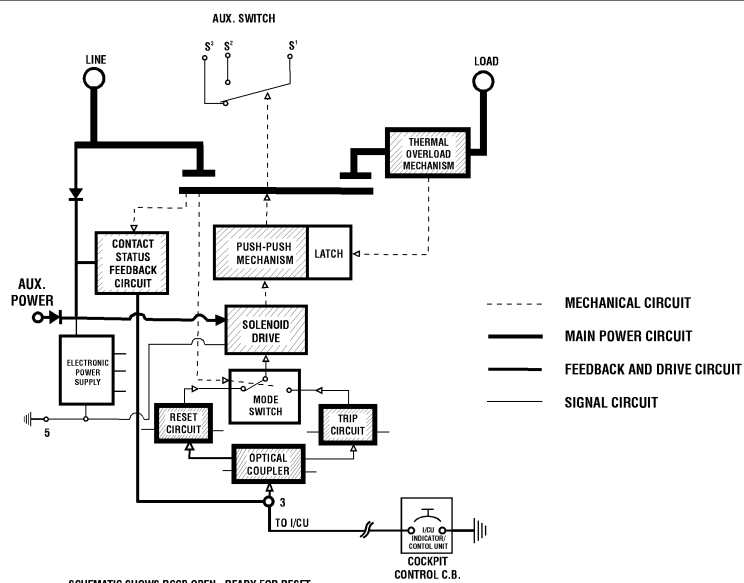 AUX. SWITCH
S³ S² S¹
LINE
LOAD
THERMAL
OVERLOAD
MECHANISM
CONTACT
STATUS
FEEDBACK
CIRCUIT
PUSH-PUSH
MECHANISM
LATCH
AUX.
POWER
SOLENOID
DRIVE
ELECTRONIC
POWER
SUPPLY
MODE
SWITCH
RESET
CIRCUIT
TRIP
CIRCUIT
5
OPTICAL
COUPLER
3
TO I/CU
I/CU
INDICATOR/
CONTOL UNIT
COCKPIT
CONTROL C.B.
MECHANICAL CIRCUIT
MAIN POWER CIRCUIT
FEEDBACK AND DRIVE CIRCUIT
SIGNAL CIRCUIT
SCHEMATIC SHOWS RCCB OPEN - READY FOR RESET